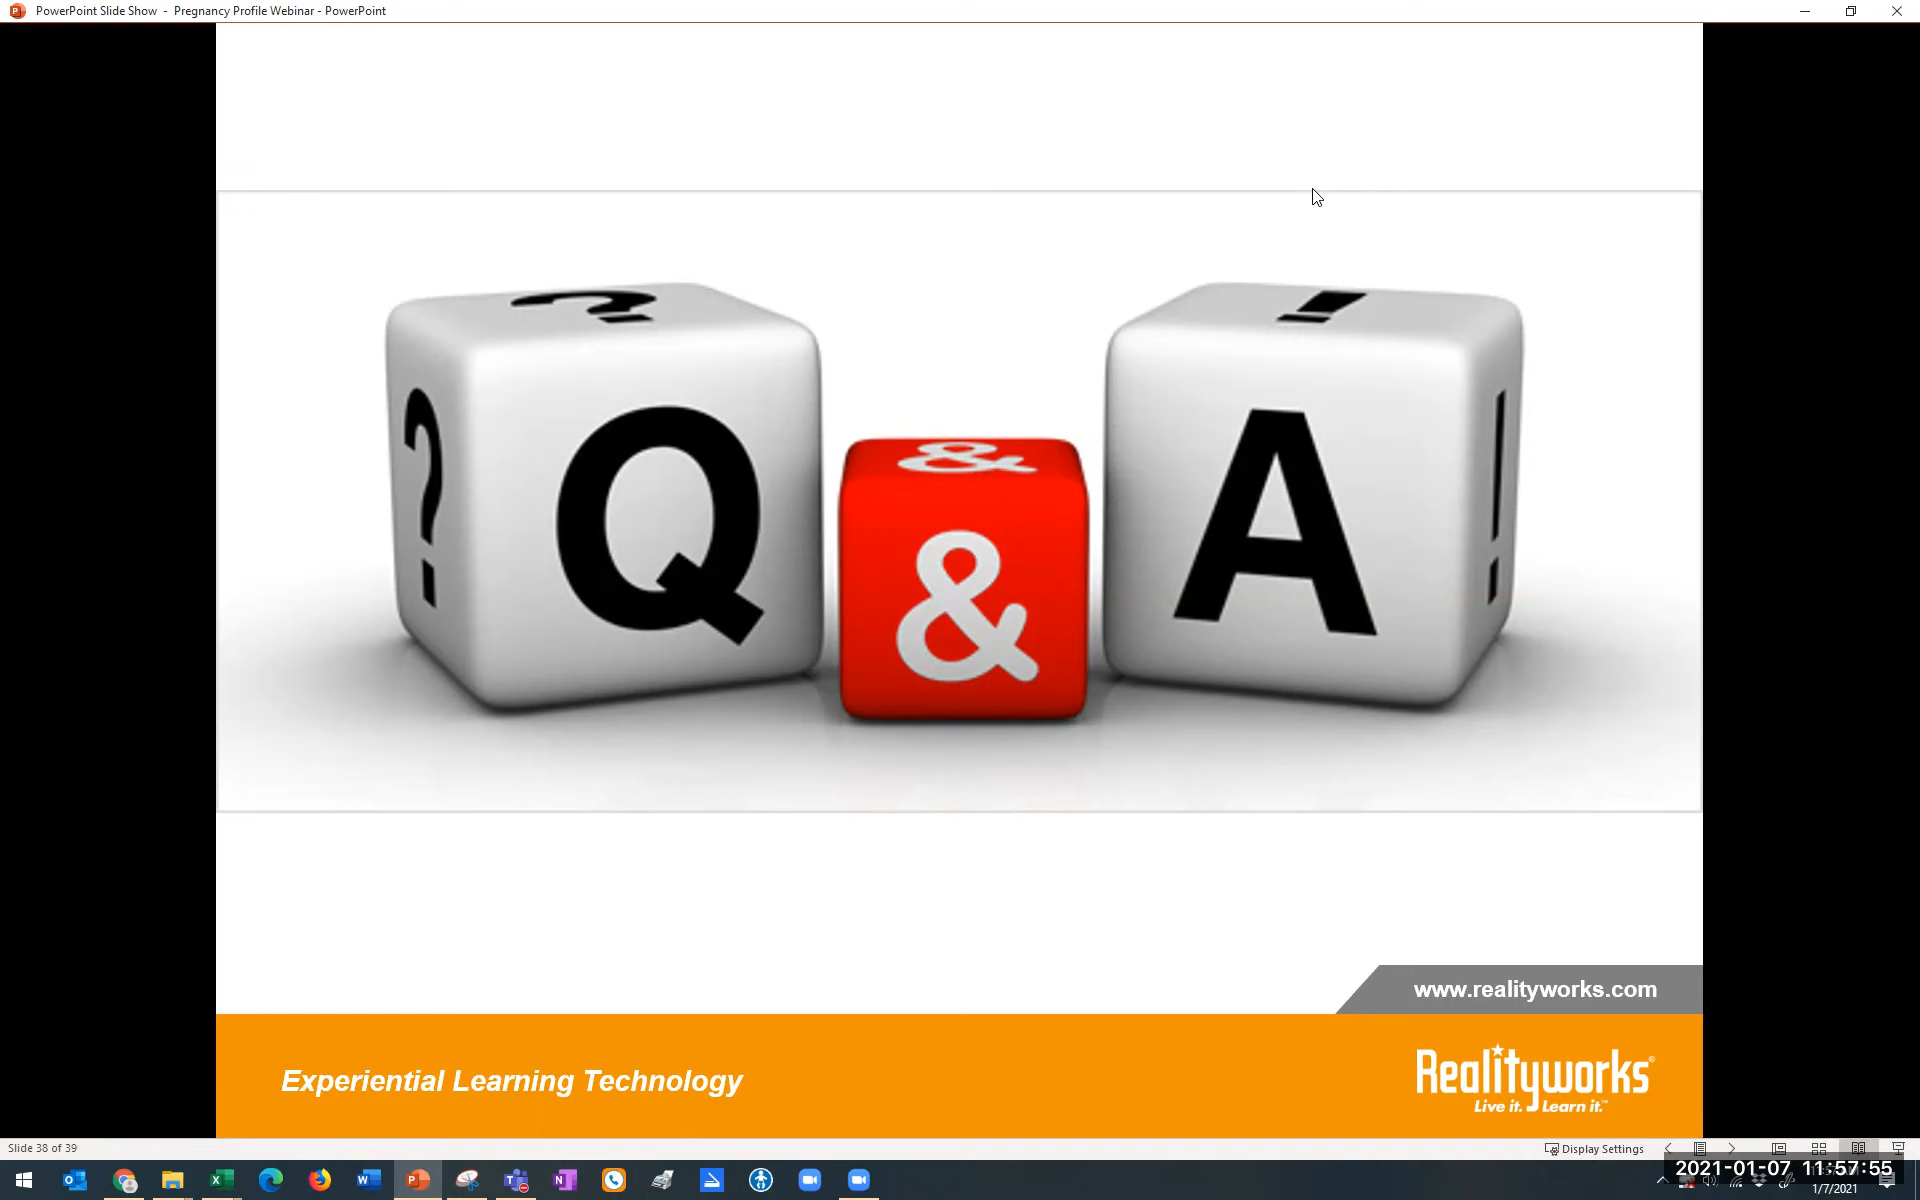 PowerPoint Slide Show - Pregnancy Profile Webinar - PowerPoint
? !
? Q & A !
&
www.realityworks.com
Experiential Learning Technology
Realityworks®
Live it. Learn it.™
Slide 38 of 39
Display Settings
2021-01-07 11:57:55
1/7/2021